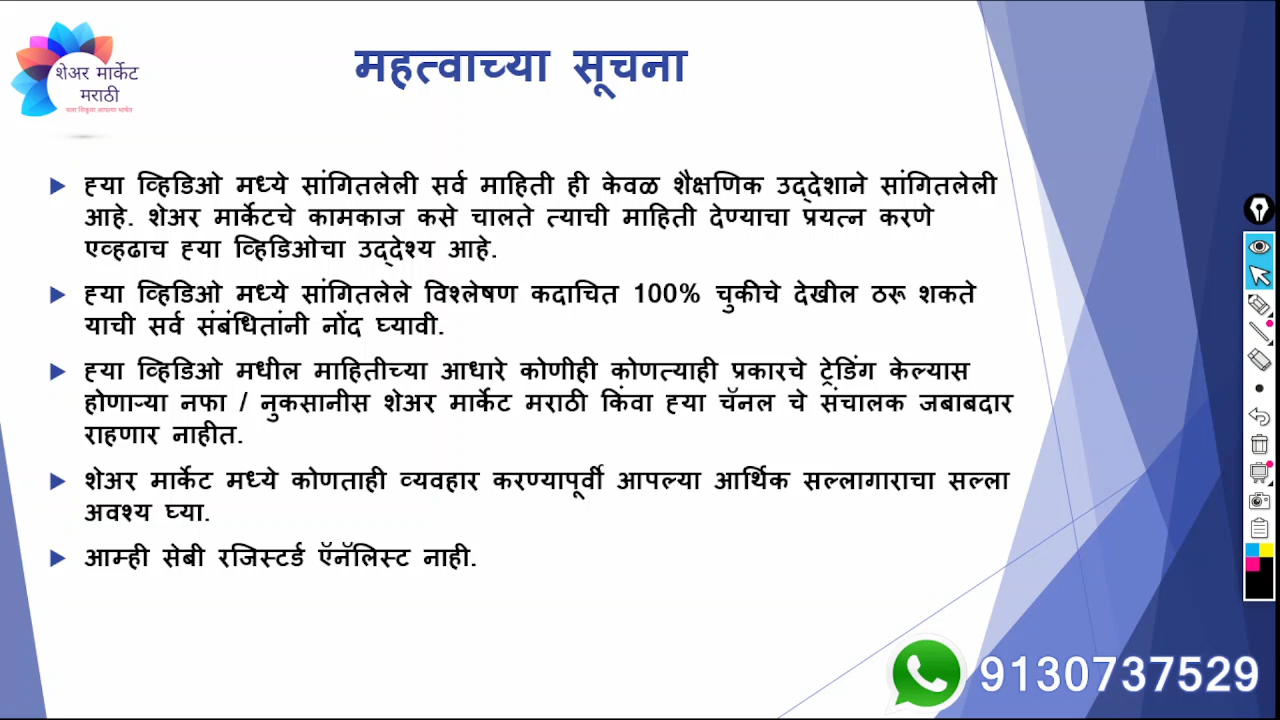 शेअर मार्केट
मराठी
चला शिकूया आपल्या भाषेत
महत्वाच्या सूचना
ह्या व्हिडिओ मध्ये सांगितलेली सर्व माहिती ही केवळ शैक्षणिक उद्देशाने सांगितलेली
आहे. शेअर मार्केटचे कामकाज कसे चालते त्याची माहिती देण्याचा प्रयत्न करणे
एव्हढाच ह्या व्हिडिओचा उद्देश्य आहे.
ह्या व्हिडिओ मध्ये सांगितलेले विश्लेषण कदाचित 100% चुकीचे देखील ठरू शकते
याची सर्व संबंधितांनी नोंद घ्यावी.
ह्या व्हिडिओ मधील माहितीच्या आधारे कोणीही कोणत्याही प्रकारचे ट्रेडिंग केल्यास
होणाऱ्या नफा / नुकसानीस शेअर मार्केट मराठी किंवा ह्या चॅनल चे संचालक जबाबदार
राहणार नाहीत.
शेअर मार्केट मध्ये कोणताही व्यवहार करण्यापूर्वी आपल्या आर्थिक सल्लागाराचा सल्ला
अवश्य घ्या.
आम्ही सेबी रजिस्टर्ड ऍनॅलिस्ट नाही.
9130737529